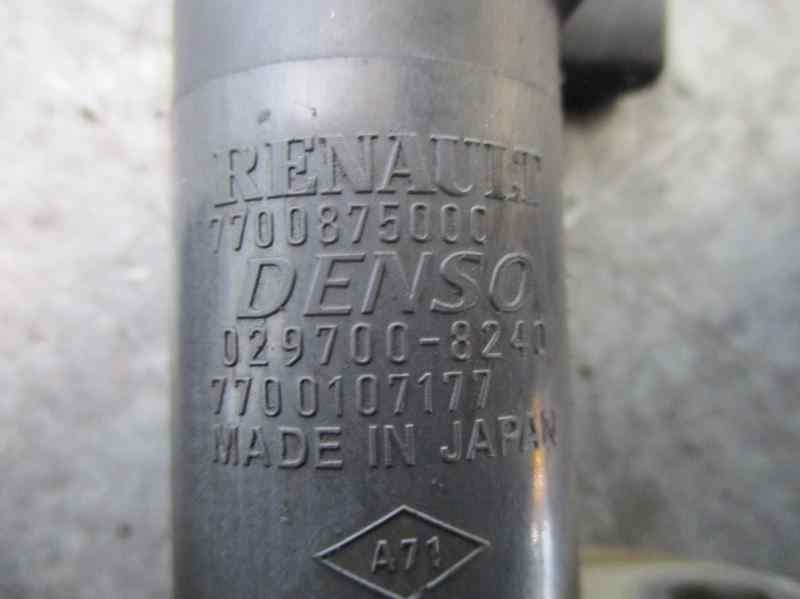 RENAULT
7700875000
DENSO
029700-8240
7700107177
MADE IN JAPAN
A71